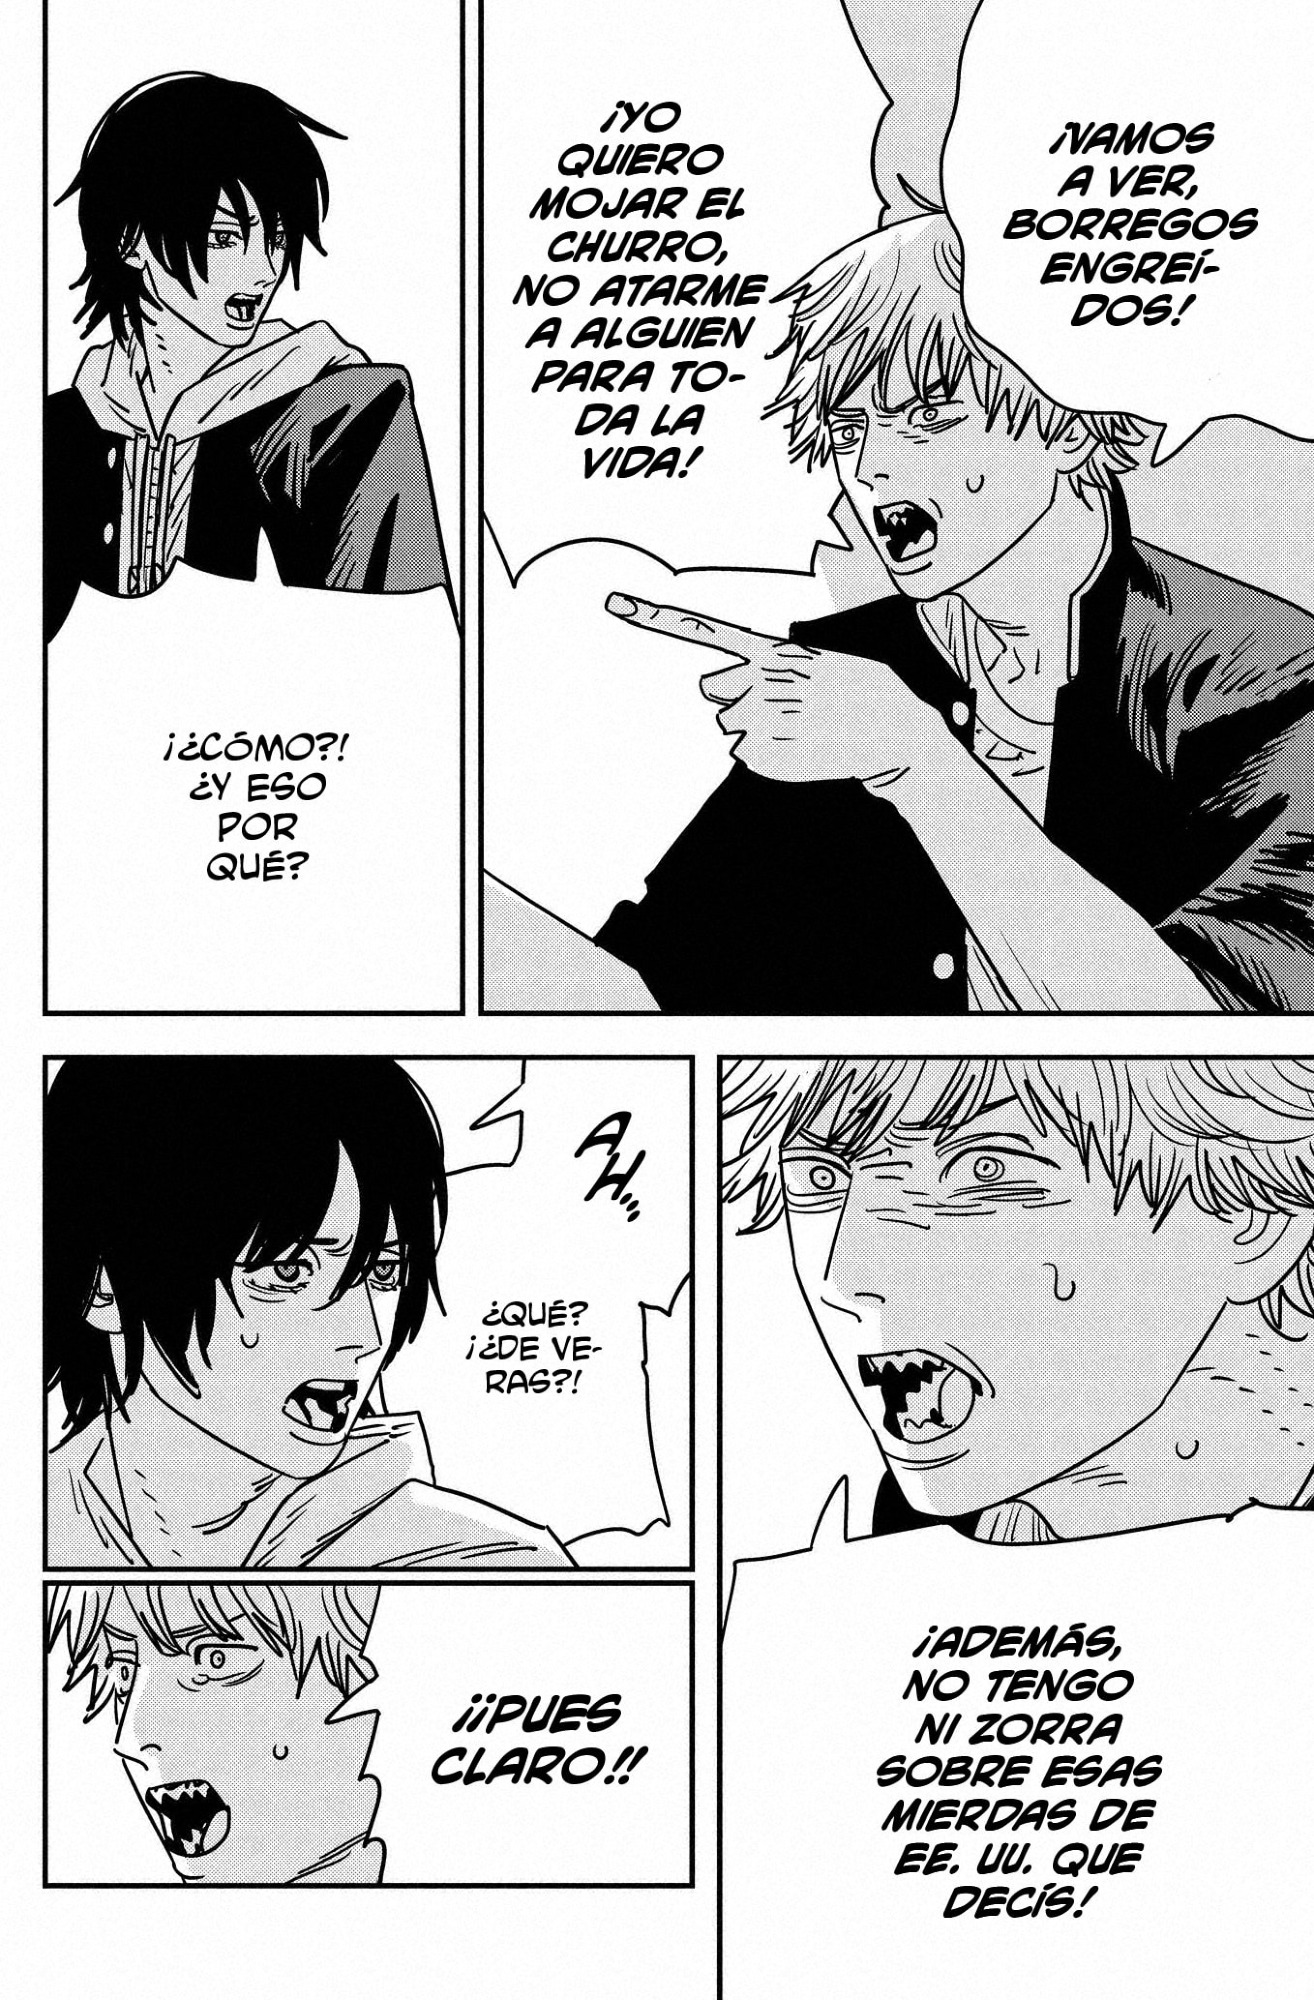 ¡VAMOS
A VER,
BORREGOS
ENGREÍ-
DOS!
¡YO
QUIERO
MOJAR EL
CHURRO,
NO ATARME
A ALGUIEN
PARA TO-
DA LA
VIDA!
¡¿CÓMO?!
¿Y ESO
POR
QUÉ?
¡ADEMÁS,
NO TENGO
NI ZORRA
SOBRE ESAS
MIERDAS DE
EE. UU. QUE
DECÍS!
AH...
¿QUÉ?
¡¿DE VE-
RAS?!
¡¡PUES
CLARO!!